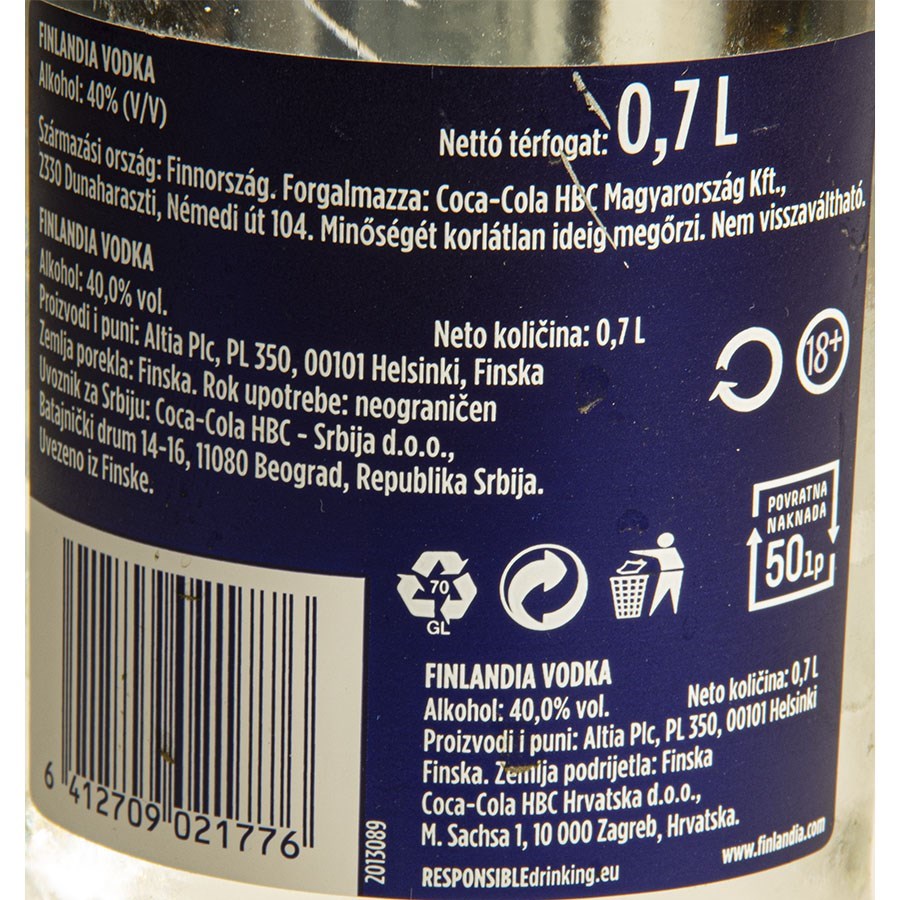 FINLANDIA VODKA
Alkohol: 40% (V/V)
Nettó térfogat: 0,7 L
Származási ország: Finnország. Forgalmazza: Coca-Cola HBC Magyarország Kft.,
2330 Dunaharaszti, Némedi út 104. Minőségét korlátlan ideig megőrzi. Nem visszaváltható.
FINLANDIA VODKA
Alkohol: 40,0% vol.
Neto količina: 0,7 L
Proizvodi i puni: Altia Plc, PL 350, 00101 Helsinki, Finska
Zemlja porekla: Finska. Rok upotrebe: neograničen
Uvoznik za Srbiju: Coca-Cola HBC - Srbija d.o.o.,
Batajnički drum 14-16, 11080 Beograd, Republika Srbija.
Uvezeno iz Finske.
18+
POVRATNA
NAKNADA
50lp
70
GL
FINLANDIA VODKA
Neto količina: 0,7 L
Alkohol: 40,0% vol.
Proizvodi i puni: Altia Plc, PL 350, 00101 Helsinki
Finska. Zemlja podrijetla: Finska
Coca-Cola HBC Hrvatska d.o.o.,
M. Sachsa 1, 10 000 Zagreb, Hrvatska.
www.finlandia.com
RESPONSIBLEdrinking.eu
6 412709 021776
2013089